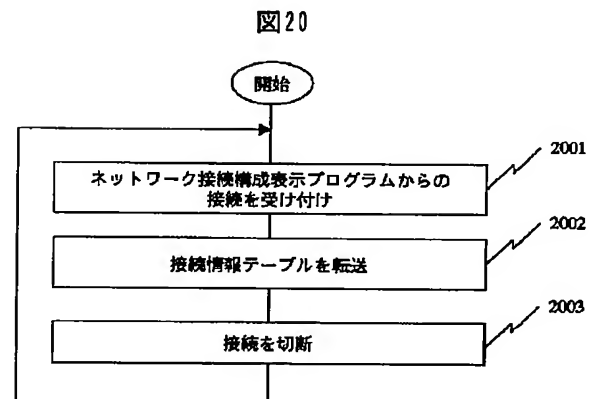 図20
開始
2001
ネットワーク接続構成表示プログラムからの
接続を受け付け
2002
接続情報テーブルを転送
2003
接続を切断